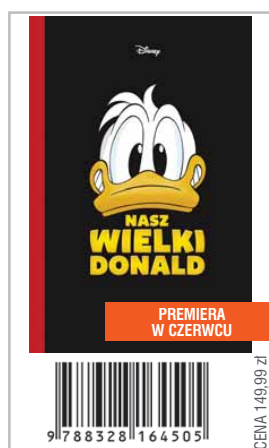 Disney
NASZ
WIELKI
DONALD
PREMIERA
W CZERWCU
9 788328 164505
CENA 149,99 zł